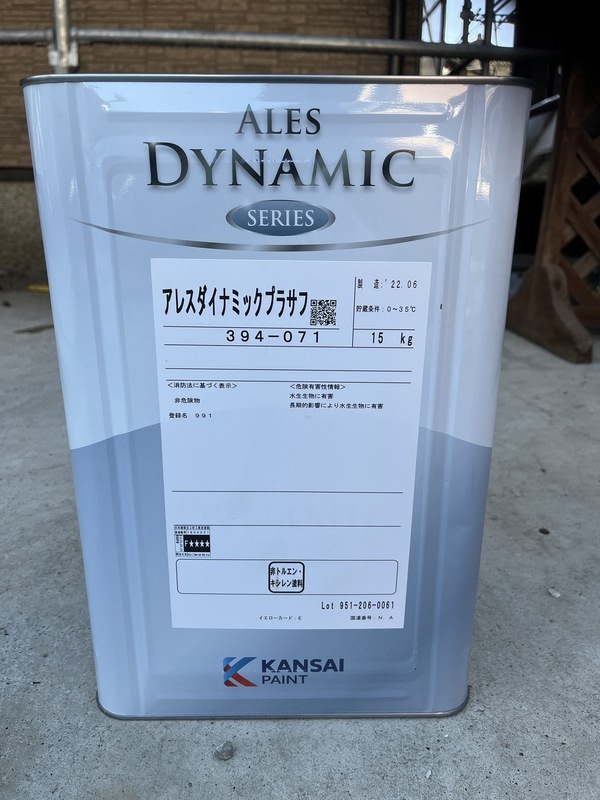 ALES
DYNAMIC
SERIES
製 造:'22.06
アレスダイナミックプラサフ
貯蔵条件:0～35℃
394-071
15 kg
＜消防法に基づく表示＞
非危険物
登録名 991
＜危険有害性情報＞
水生生物に有害
長期的影響により水生生物に有害
F★★★★
非トルエン・
キシレン塗料
Lot 951-206-0061
イエローカード:E
国連番号:N.A
KANSAI
PAINT